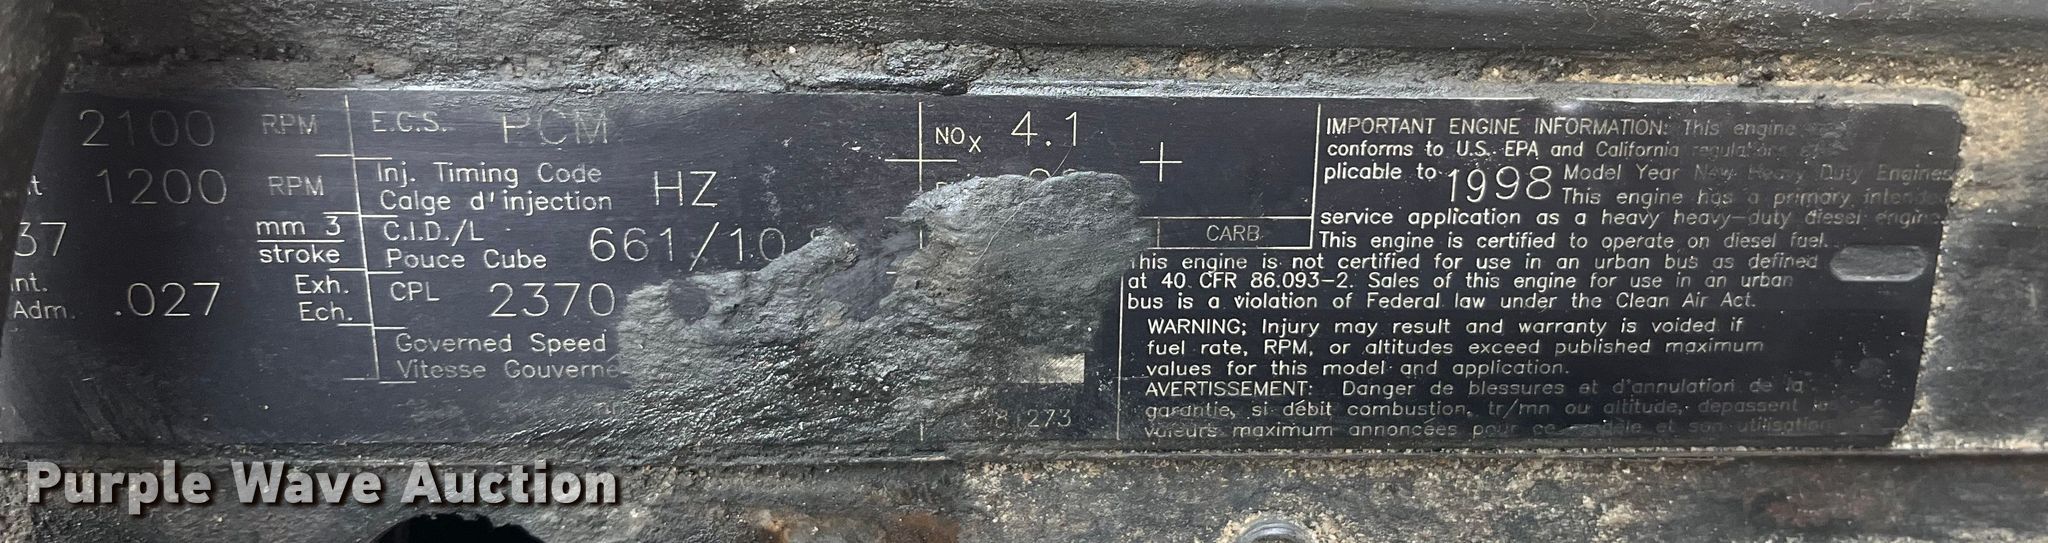 2100 RPM
1200 RPM
37 mm 3
stroke
Int. Exh.
Adm. .027 Ech.
E.C.S. PCM
Inj. Timing Code
Calge d'injection HZ
C.I.D./L
Pouce Cube 661/10.
CPL 2370
Governed Speed
Vitesse Gouverne
NOx 4.1
CARB
273
IMPORTANT ENGINE INFORMATION: This engine
conforms to U.S. EPA and California regulations
plicable to 1998 Model Year New Heavy Duty Engines
This engine has a primary intended
service application as a heavy heavy-duty diesel engine
This engine is certified to operate on diesel fuel.
This engine is not certified for use in an urban bus as defined
at 40 CFR 86.093-2. Sales of this engine for use in an urban
bus is a violation of Federal law under the Clean Air Act.
WARNING; Injury may result and warranty is voided if
fuel rate, RPM, or altitudes exceed published maximum
values for this model and application.
AVERTISSEMENT: Danger de blessures et d'annulation de la
garantie, si débit combustion, tr/mn ou altitude, depassent le
valeurs maximum annoncées pour ce modèle et son utilisation
Purple Wave Auction